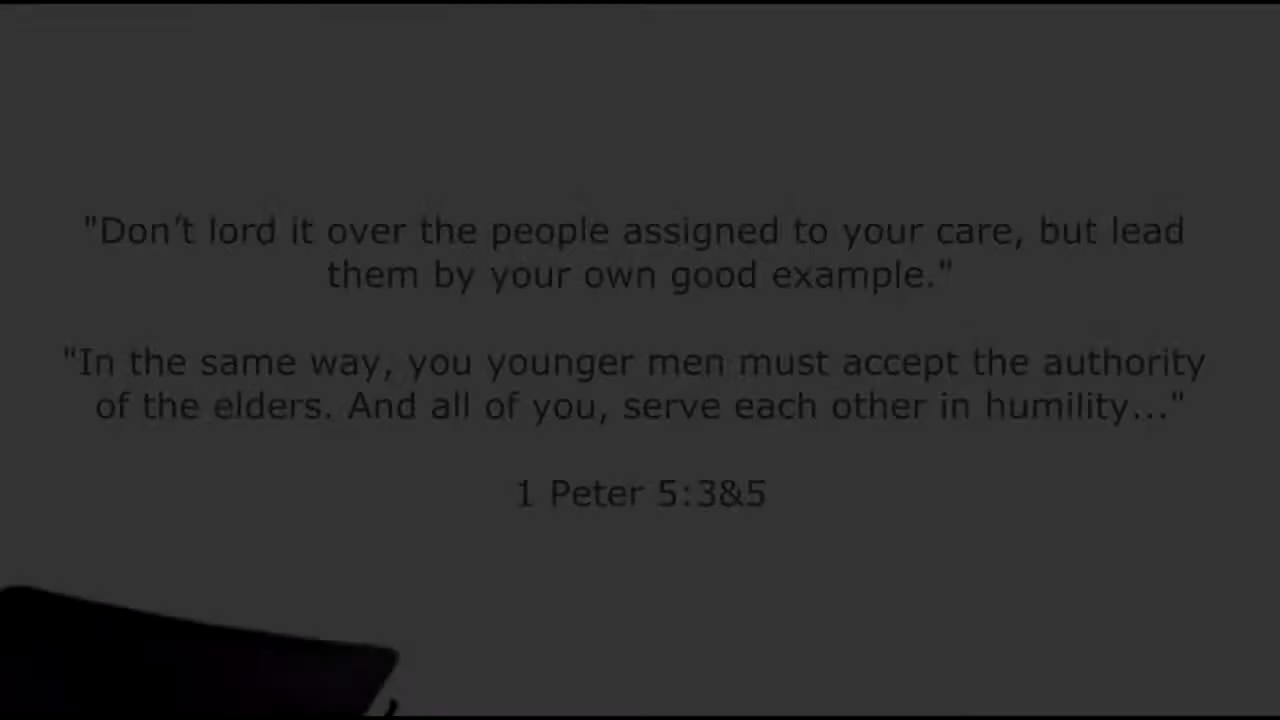 "Don't lord it over the people assigned to your care, but lead
them by your own good example."
"In the same way, you younger men must accept the authority
of the elders. And all of you, serve each other in humility..."
1 Peter 5:3&5